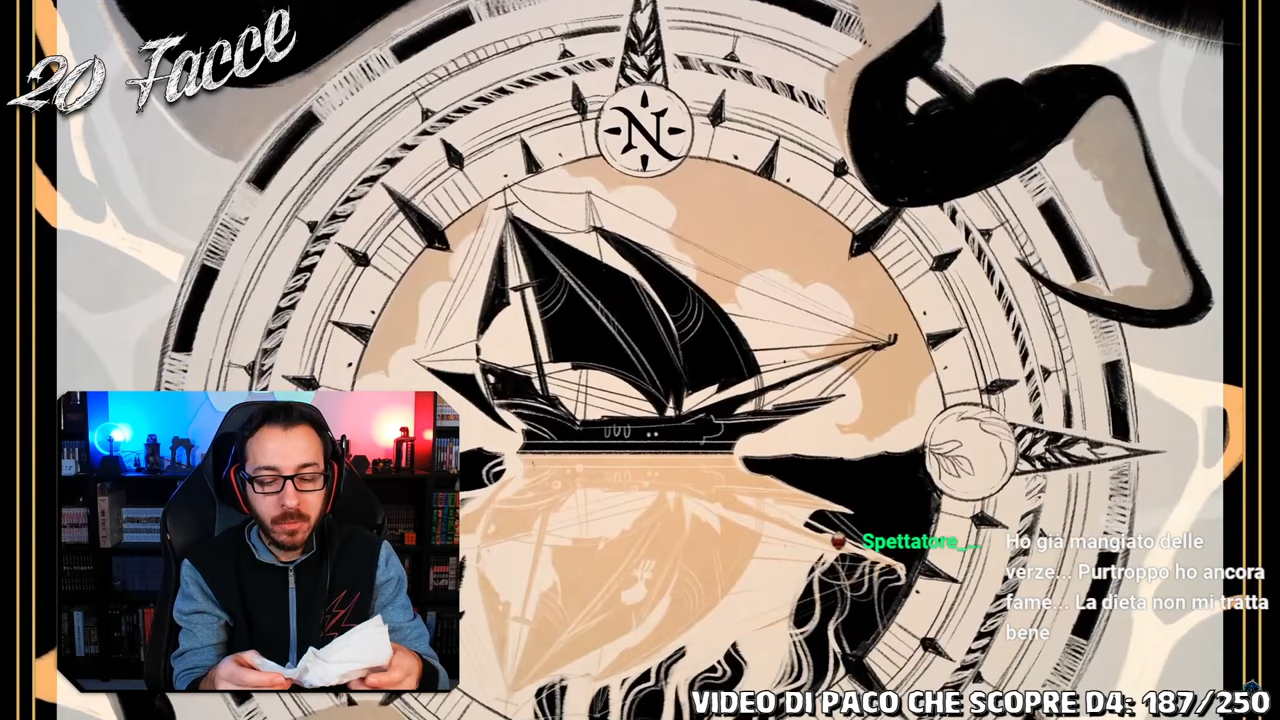 20 Facce
N
Spettatore__ Ho già mangiato delle
verze... Purtroppo ho ancora
fame... La dieta non mi tratta
bene
VIDEO DI PACO CHE SCOPRE D4: 187/250